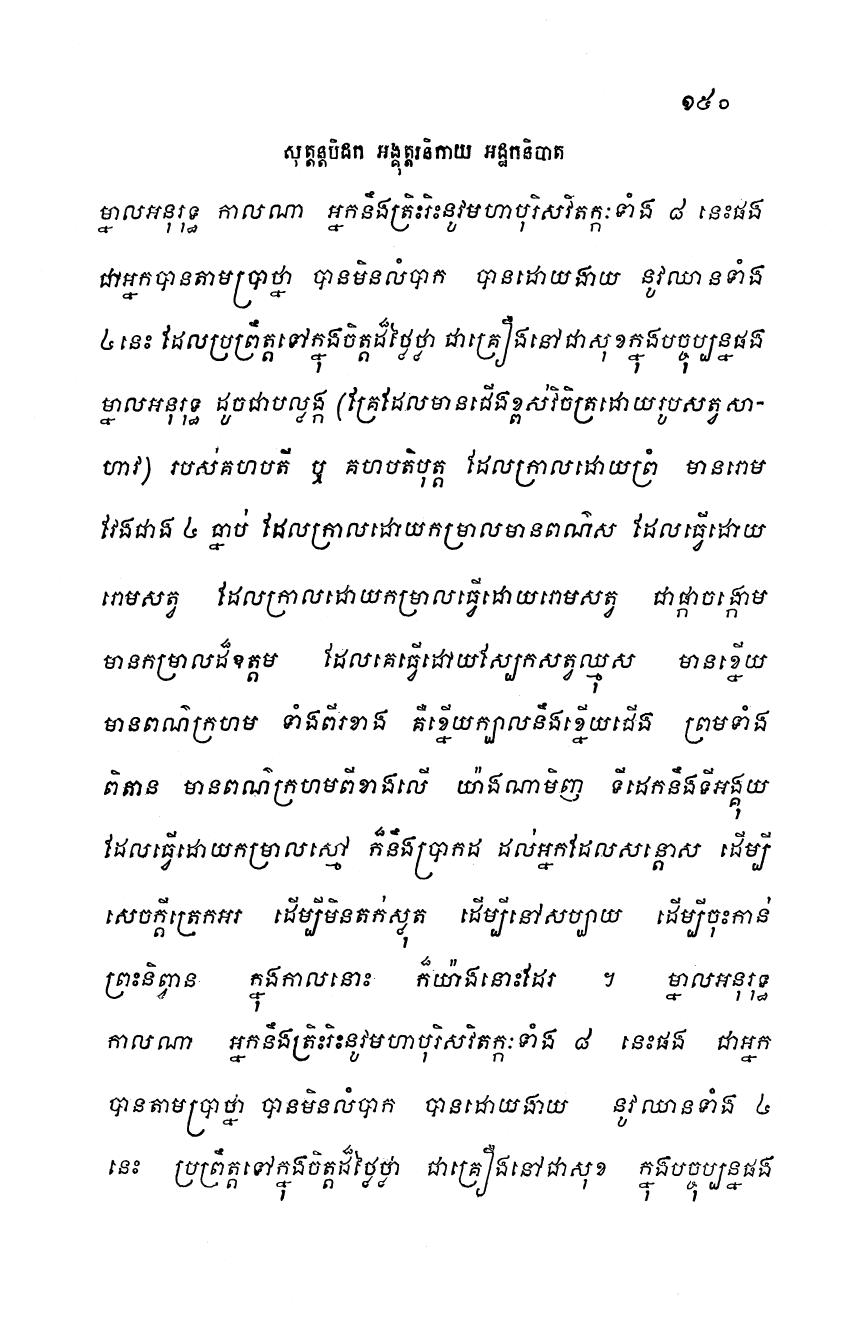 ១៥០
សុត្តន្តបិដក អង្គុត្តរនិកាយ អដ្ឋកនិបាត
ម្នាលអនុរុទ្ធ កាលណា អ្នកនឹងត្រិះរិះនូវមហាបុរិសវិតក្កៈទាំង ៨ នេះផង
ជាអ្នកបានតាមប្រាថ្នា បានមិនលំបាក បានដោយងាយ នូវឈានទាំង
៤ នេះ ដែលប្រព្រឹត្តទៅក្នុងចិត្តដ៏ថ្លៃថ្លា ជាគ្រឿងនៅជាសុខក្នុងបច្ចុប្បន្នផង
ម្នាលអនុរុទ្ធ ដូចជាបល្ល័ង្ក (គ្រែដែលមានជើងខ្ពស់វិចិត្រដោយរូបសត្វសា-
ហាវ) របស់គហបតី ឬ គហបតិបុត្ត ដែលក្រាលដោយព្រំ មានរោម
វែងជាង ៤ ធ្នាប់ ដែលក្រាលដោយកម្រាលមានពណ៌ស ដែលធ្វើដោយ
រោមសត្វ ដែលក្រាលដោយកម្រាលធ្វើដោយរោមសត្វ ជាផ្កាចង្កោម
មានកម្រាលដ៏ឧត្តម ដែលគេធ្វើដោយស្បែកសត្វឈ្មុស មានខ្នើយ
មានពណ៌ក្រហម ទាំងពីរខាង គឺខ្នើយក្បាលនឹងខ្នើយជើង ព្រមទាំង
ពិតាន មានពណ៌ក្រហមពីខាងលើ យ៉ាងណាមិញ ទីដេកនឹងទីអង្គុយ
ដែលធ្វើដោយកម្រាលស្មៅ ក៏នឹងប្រាកដ ដល់អ្នកដែលសន្តោស ដើម្បី
សេចក្តីត្រេកអរ ដើម្បីមិនតក់ស្លុត ដើម្បីនៅសប្បាយ ដើម្បីចុះកាន់
ព្រះនិព្វាន ក្នុងកាលនោះ ក៏យ៉ាងនោះដែរ ។ ម្នាលអនុរុទ្ធ
កាលណា អ្នកនឹងត្រិះរិះនូវមហាបុរិសវិតក្កៈទាំង ៨ នេះផង ជាអ្នក
បានតាមប្រាថ្នា បានមិនលំបាក បានដោយងាយ នូវឈានទាំង ៤
នេះ ប្រព្រឹត្តទៅក្នុងចិត្តដ៏ថ្លៃថ្លា ជាគ្រឿងនៅជាសុខ ក្នុងបច្ចុប្បន្នផង